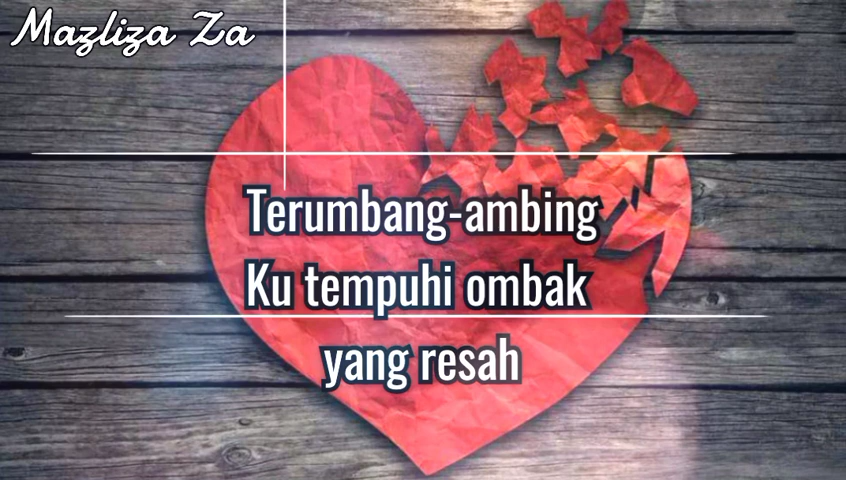 Mazliza Za
Terumbang-ambing
Ku tempuhi ombak
yang resah